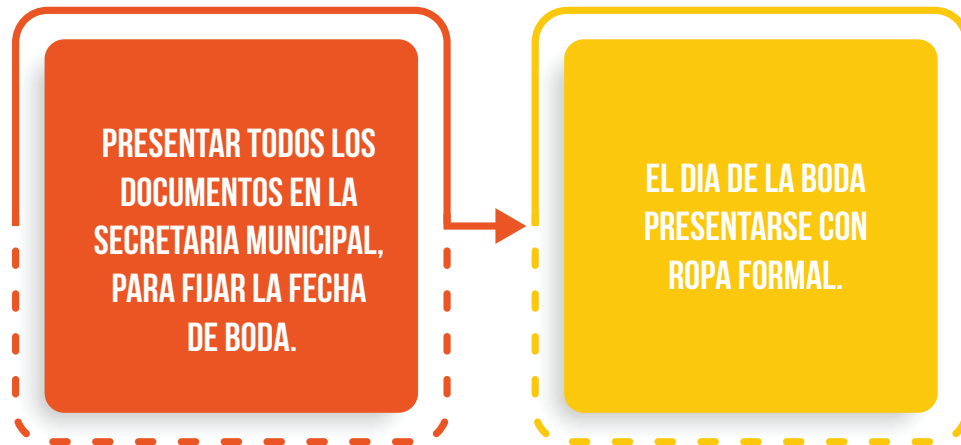 PRESENTAR TODOS LOS
DOCUMENTOS EN LA
SECRETARIA MUNICIPAL,
PARA FIJAR LA FECHA
DE BODA.
EL DIA DE LA BODA
PRESENTARSE CON
ROPA FORMAL.